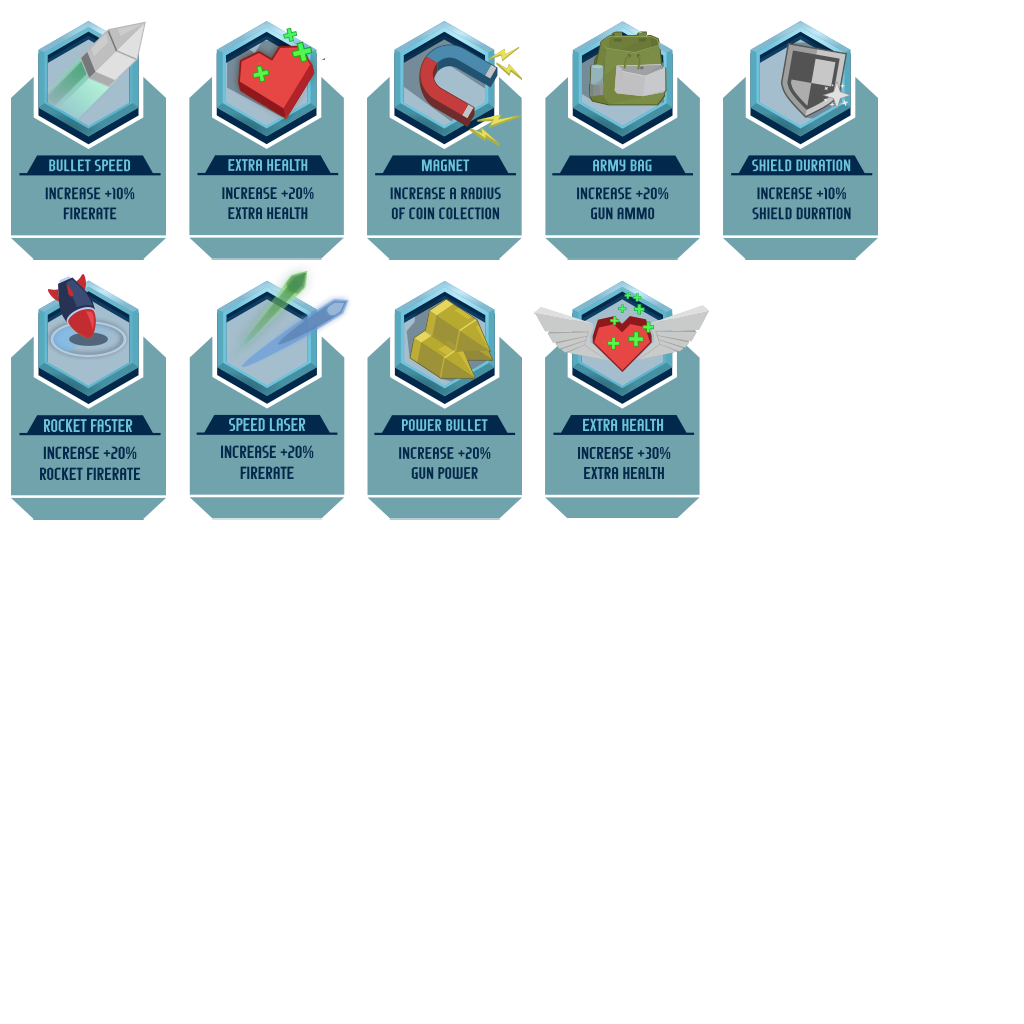 BULLET SPEED
INCREASE +10%
FIRERATE
EXTRA HEALTH
INCREASE +20%
EXTRA HEALTH
MAGNET
INCREASE A RADIUS
OF COIN COLECTION
ARMY BAG
INCREASE +20%
GUN AMMO
SHIELD DURATION
INCREASE +10%
SHIELD DURATION
ROCKET FASTER
INCREASE +20%
ROCKET FIRERATE
SPEED LASER
INCREASE +20%
FIRERATE
POWER BULLET
INCREASE +20%
GUN POWER
EXTRA HEALTH
INCREASE +30%
EXTRA HEALTH